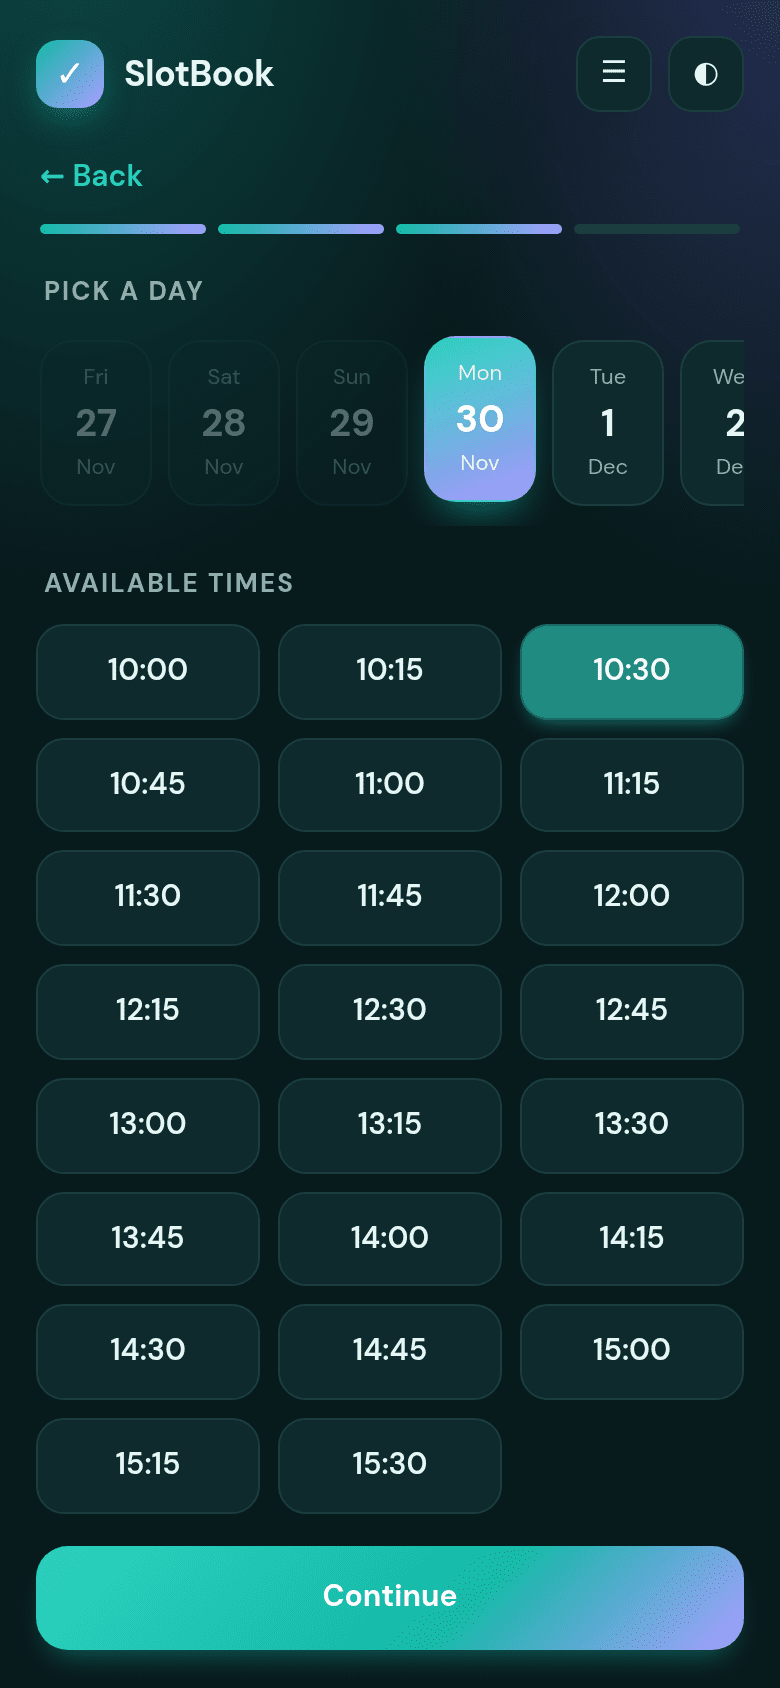 ✓ SlotBook ☰ ◐
← Back
PICK A DAY
Fri Sat Sun Mon Tue We
27 28 29 30 1 2
Nov Nov Nov Nov Dec De
AVAILABLE TIMES
10:00 10:15 10:30
10:45 11:00 11:15
11:30 11:45 12:00
12:15 12:30 12:45
13:00 13:15 13:30
13:45 14:00 14:15
14:30 14:45 15:00
15:15 15:30
Continue